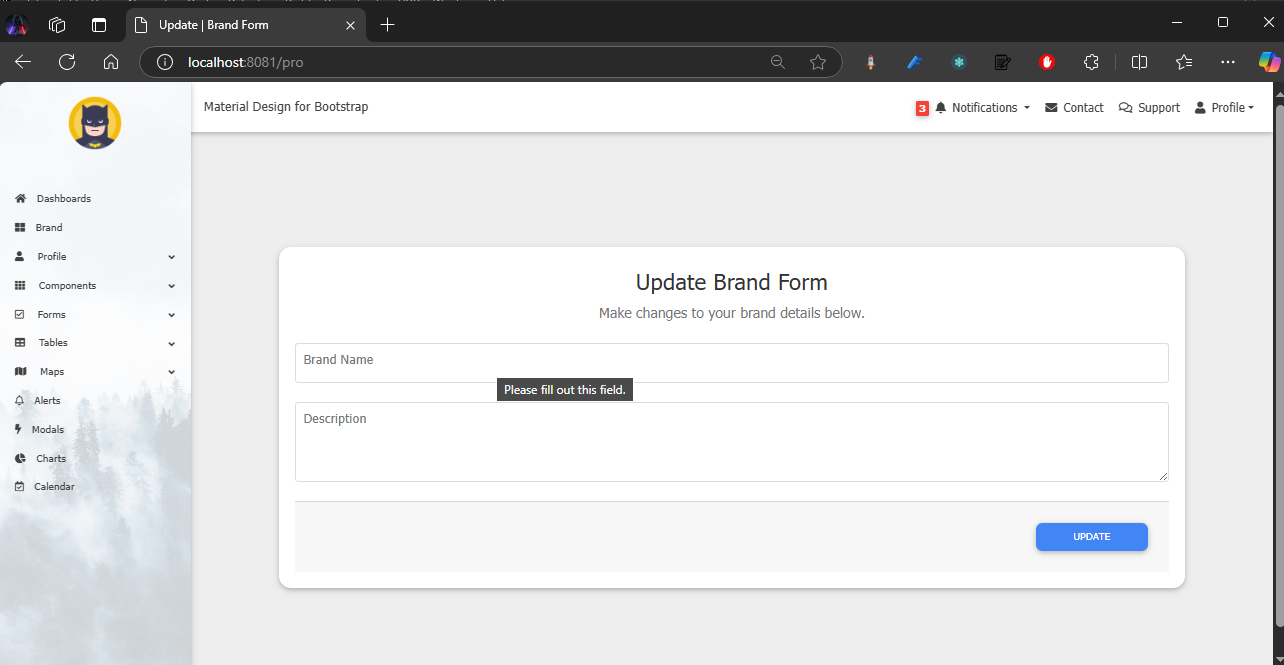 Update | Brand Form
localhost:8081/pro
Material Design for Bootstrap
3 Notifications Contact Support Profile
Dashboards
Brand
Profile
Components
Forms
Tables
Maps
Alerts
Modals
Charts
Calendar
Update Brand Form
Make changes to your brand details below.
Brand Name
Please fill out this field.
Description
UPDATE